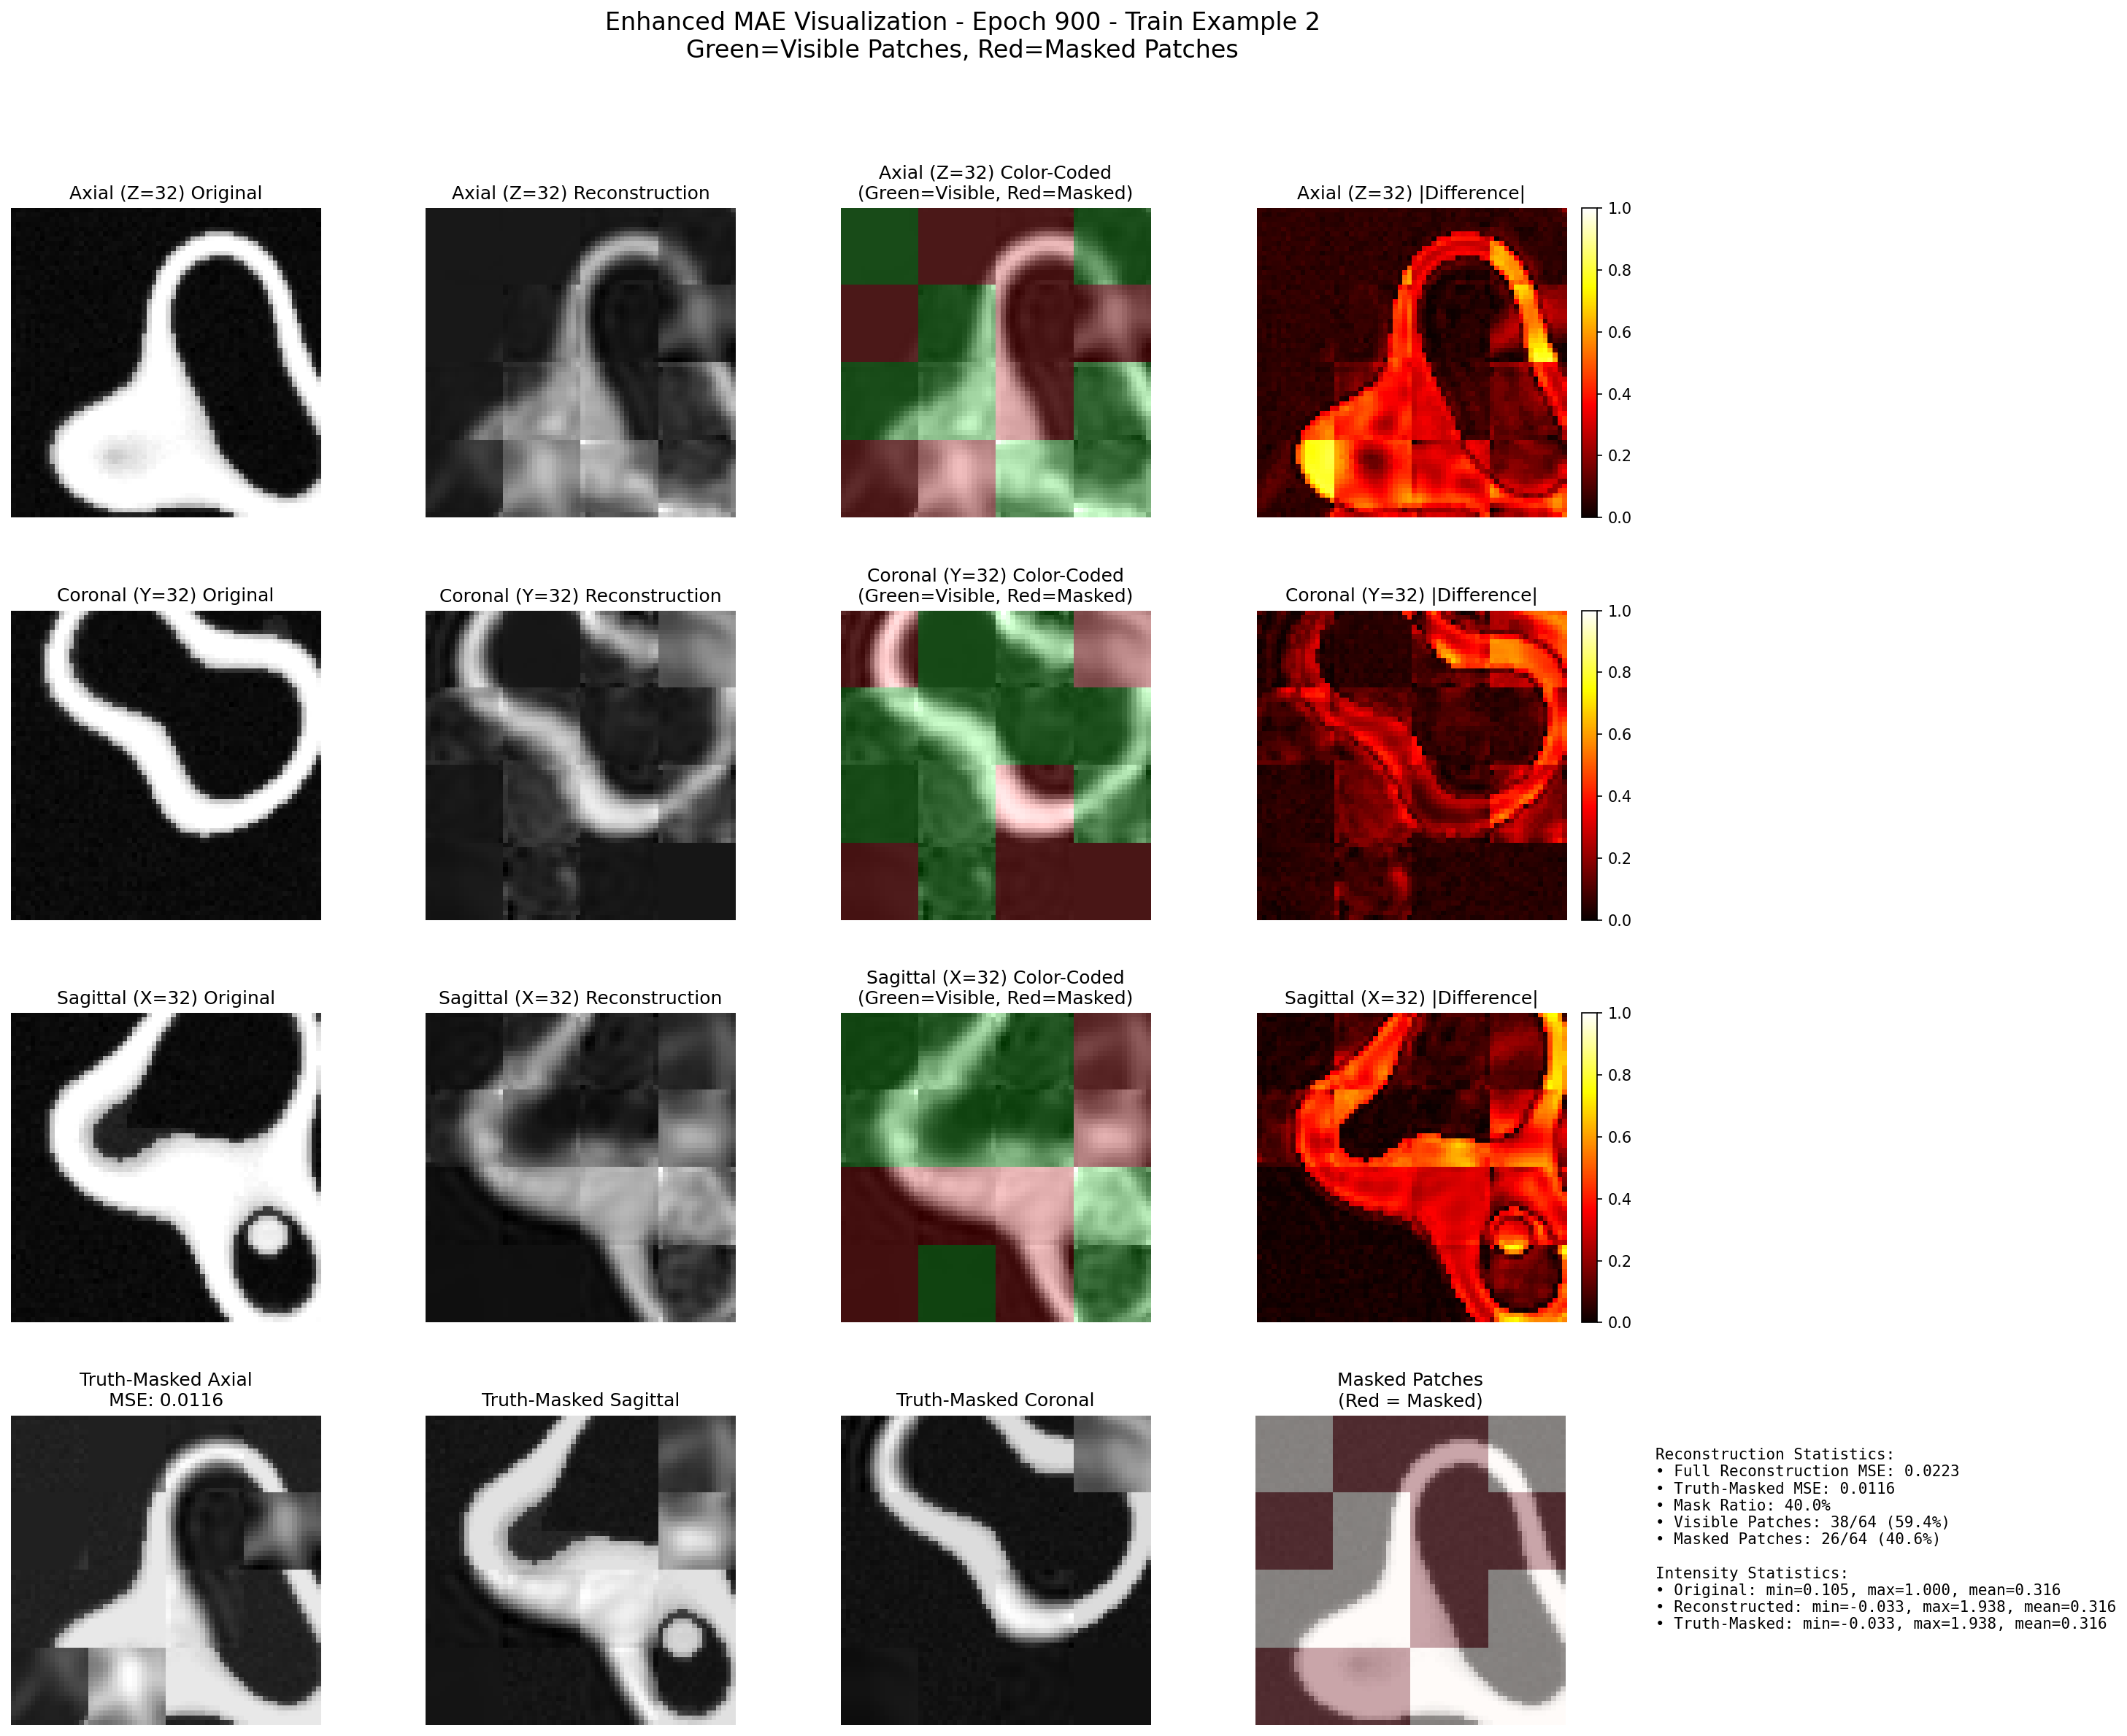 Enhanced MAE Visualization - Epoch 900 - Train Example 2
Green=Visible Patches, Red=Masked Patches
Axial (Z=32) Original
Axial (Z=32) Reconstruction
Axial (Z=32) Color-Coded
(Green=Visible, Red=Masked)
Axial (Z=32) |Difference|
1.0
0.8
0.6
0.4
0.2
0.0
Coronal (Y=32) Original
Coronal (Y=32) Reconstruction
Coronal (Y=32) Color-Coded
(Green=Visible, Red=Masked)
Coronal (Y=32) |Difference|
1.0
0.8
0.6
0.4
0.2
0.0
Sagittal (X=32) Original
Sagittal (X=32) Reconstruction
Sagittal (X=32) Color-Coded
(Green=Visible, Red=Masked)
Sagittal (X=32) |Difference|
1.0
0.8
0.6
0.4
0.2
0.0
Truth-Masked Axial
MSE: 0.0116
Truth-Masked Sagittal
Truth-Masked Coronal
Masked Patches
(Red = Masked)
Reconstruction Statistics:
• Full Reconstruction MSE: 0.0223
• Truth-Masked MSE: 0.0116
• Mask Ratio: 40.0%
• Visible Patches: 38/64 (59.4%)
• Masked Patches: 26/64 (40.6%)
Intensity Statistics:
• Original: min=0.105, max=1.000, mean=0.316
• Reconstructed: min=-0.033, max=1.938, mean=0.316
• Truth-Masked: min=-0.033, max=1.938, mean=0.316